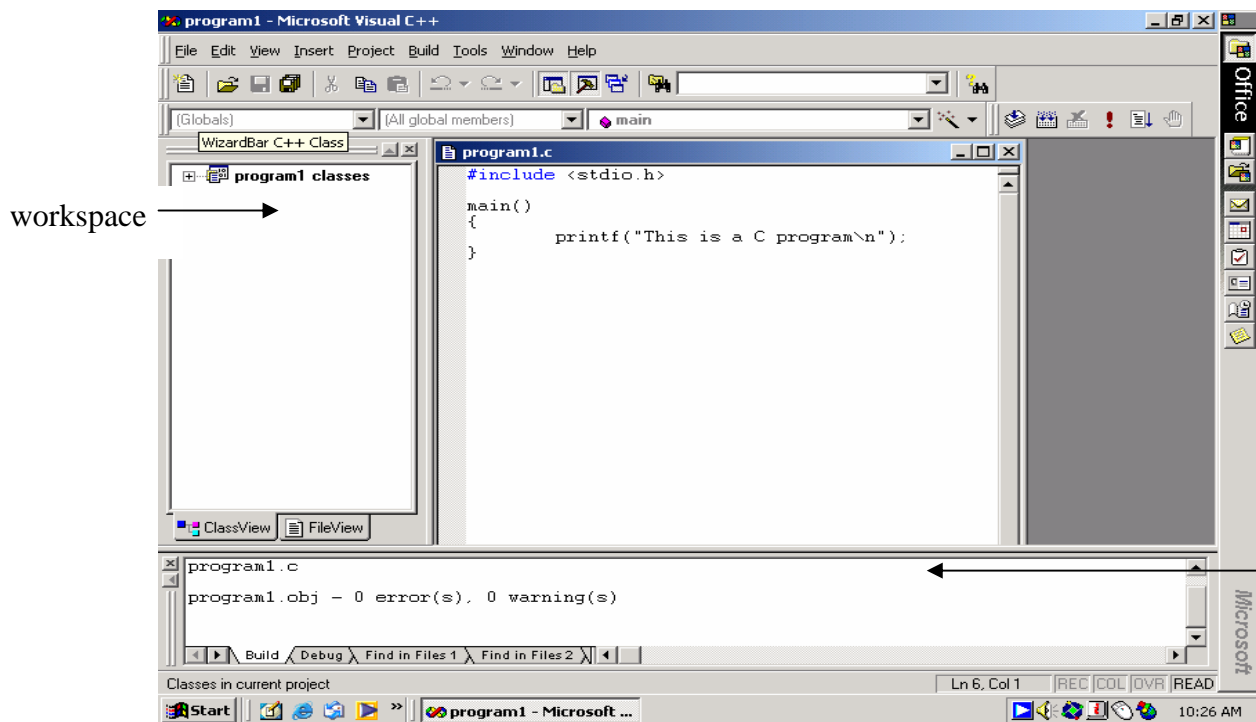 program1 - Microsoft Visual C++
File Edit View Insert Project Build Tools Window Help
(Globals) (All global members) main
WizardBar C++ Class
program1 classes
workspace
ClassView FileView
program1.c
#include <stdio.h>
main()
{
printf("This is a C program\n");
}
program1.c
program1.obj - 0 error(s), 0 warning(s)
Build Debug Find in Files 1 Find in Files 2
Classes in current project Ln 6, Col 1 REC COL OVR READ
Start program1 - Microsoft ... 10:26 AM
Office
Microsoft